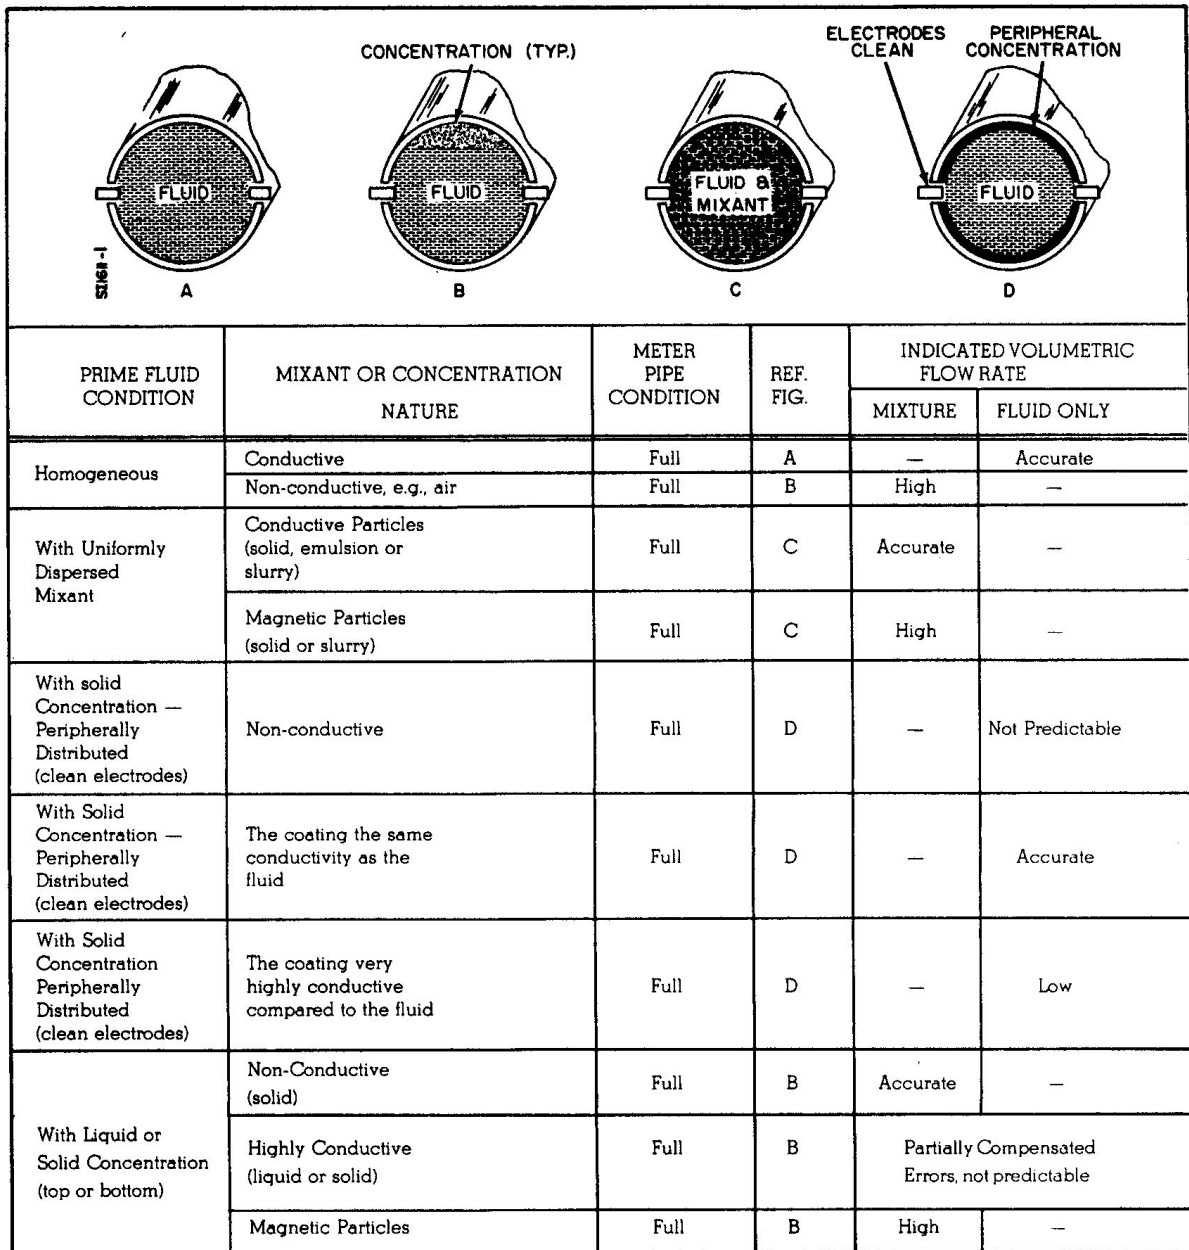 ELECTRODES CLEAN
PERIPHERAL CONCENTRATION
CONCENTRATION (TYP.)
FLUID
FLUID
FLUID & MIXANT
FLUID
A
B
C
D
PRIME FLUID CONDITION
MIXANT OR CONCENTRATION NATURE
METER PIPE CONDITION
REF. FIG.
INDICATED VOLUMETRIC FLOW RATE
MIXTURE
FLUID ONLY
Homogeneous
Conductive
Full
A
—
Accurate
Non-conductive, e.g., air
Full
B
High
—
With Uniformly
Dispersed
Mixant
Conductive Particles
(solid, emulsion or
slurry)
Full
C
Accurate
—
Magnetic Particles
(solid or slurry)
Full
C
High
—
With solid
Concentration —
Peripherally
Distributed
(clean electrodes)
Non-conductive
Full
D
—
Not Predictable
With Solid
Concentration —
Peripherally
Distributed
(clean electrodes)
The coating the same
conductivity as the
fluid
Full
D
—
Accurate
With Solid
Concentration
Peripherally
Distributed
(clean electrodes)
The coating very
highly conductive
compared to the fluid
Full
D
—
Low
With Liquid or
Solid Concentration
(top or bottom)
Non-Conductive
(solid)
Full
B
Accurate
—
Highly Conductive
(liquid or solid)
Full
B
Partially Compensated
Errors, not predictable
Magnetic Particles
Full
B
High
—